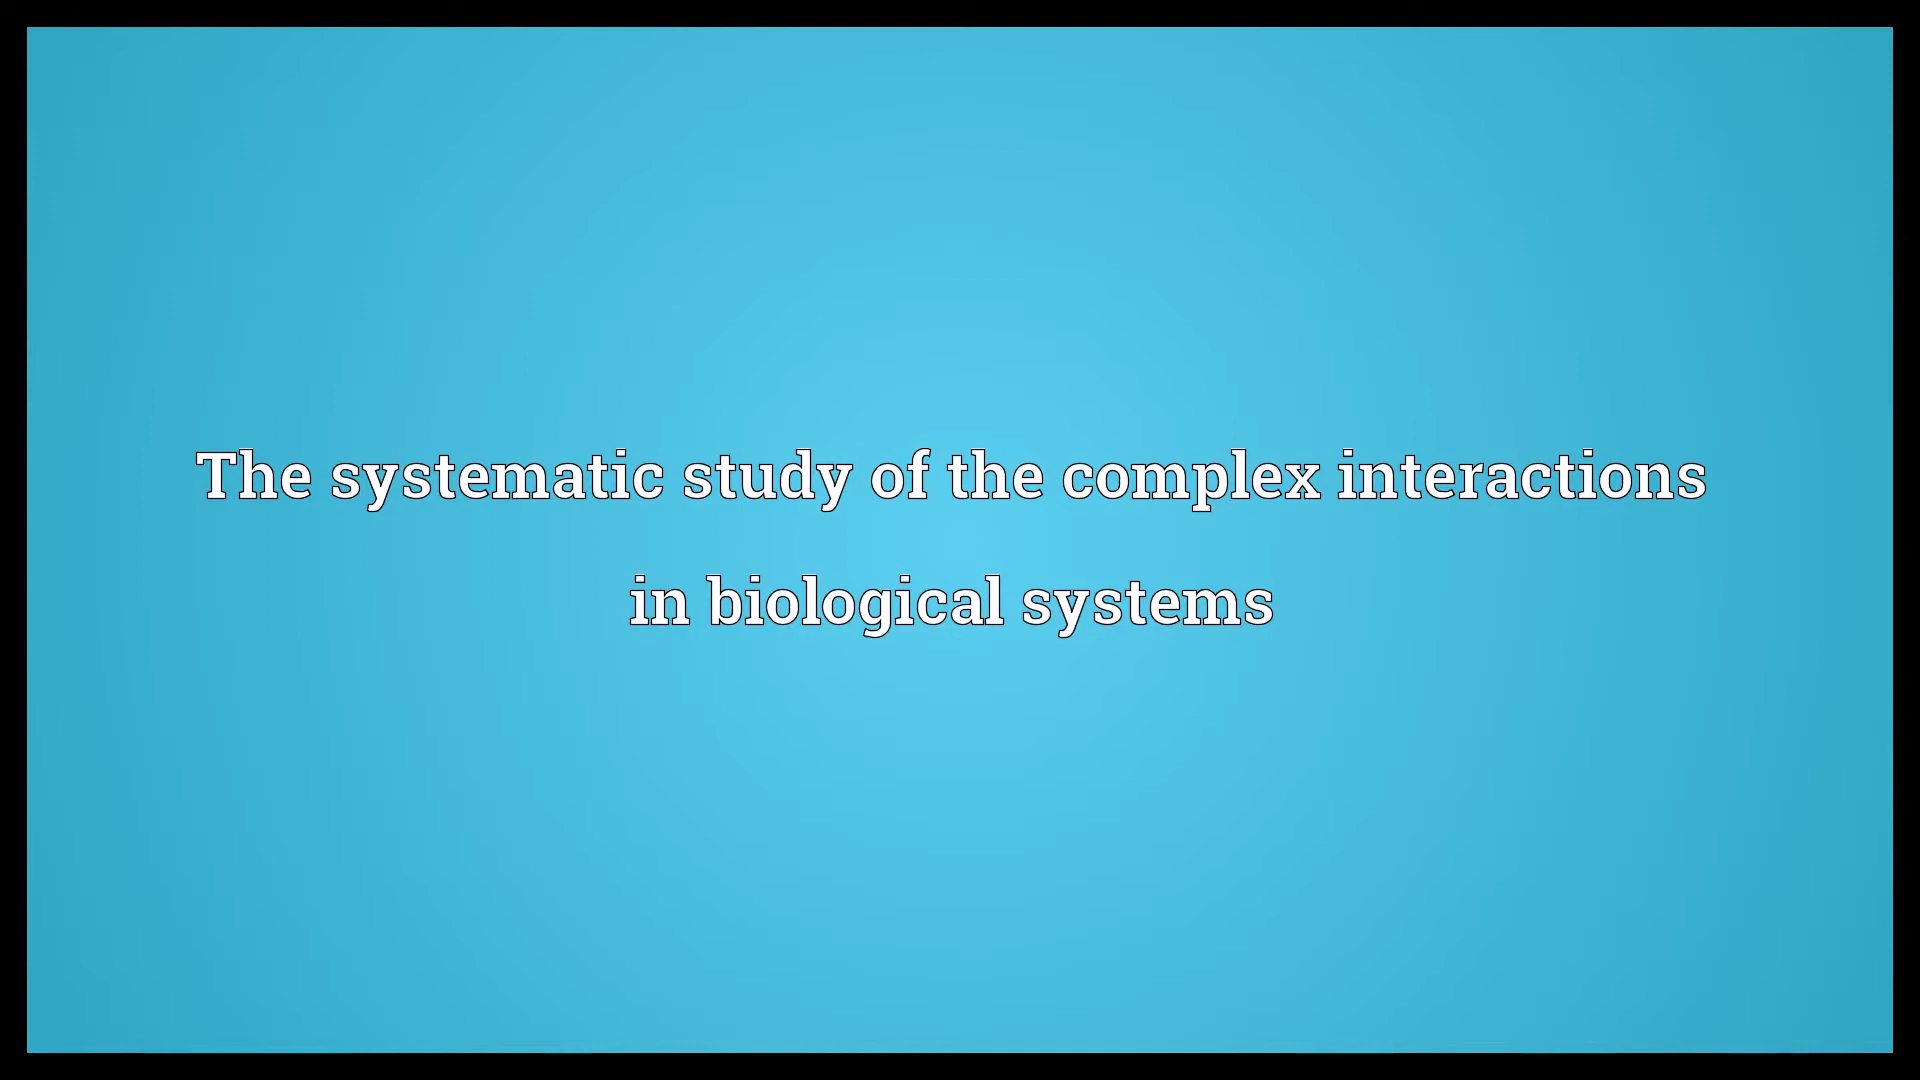 The systematic study of the complex interactions
in biological systems